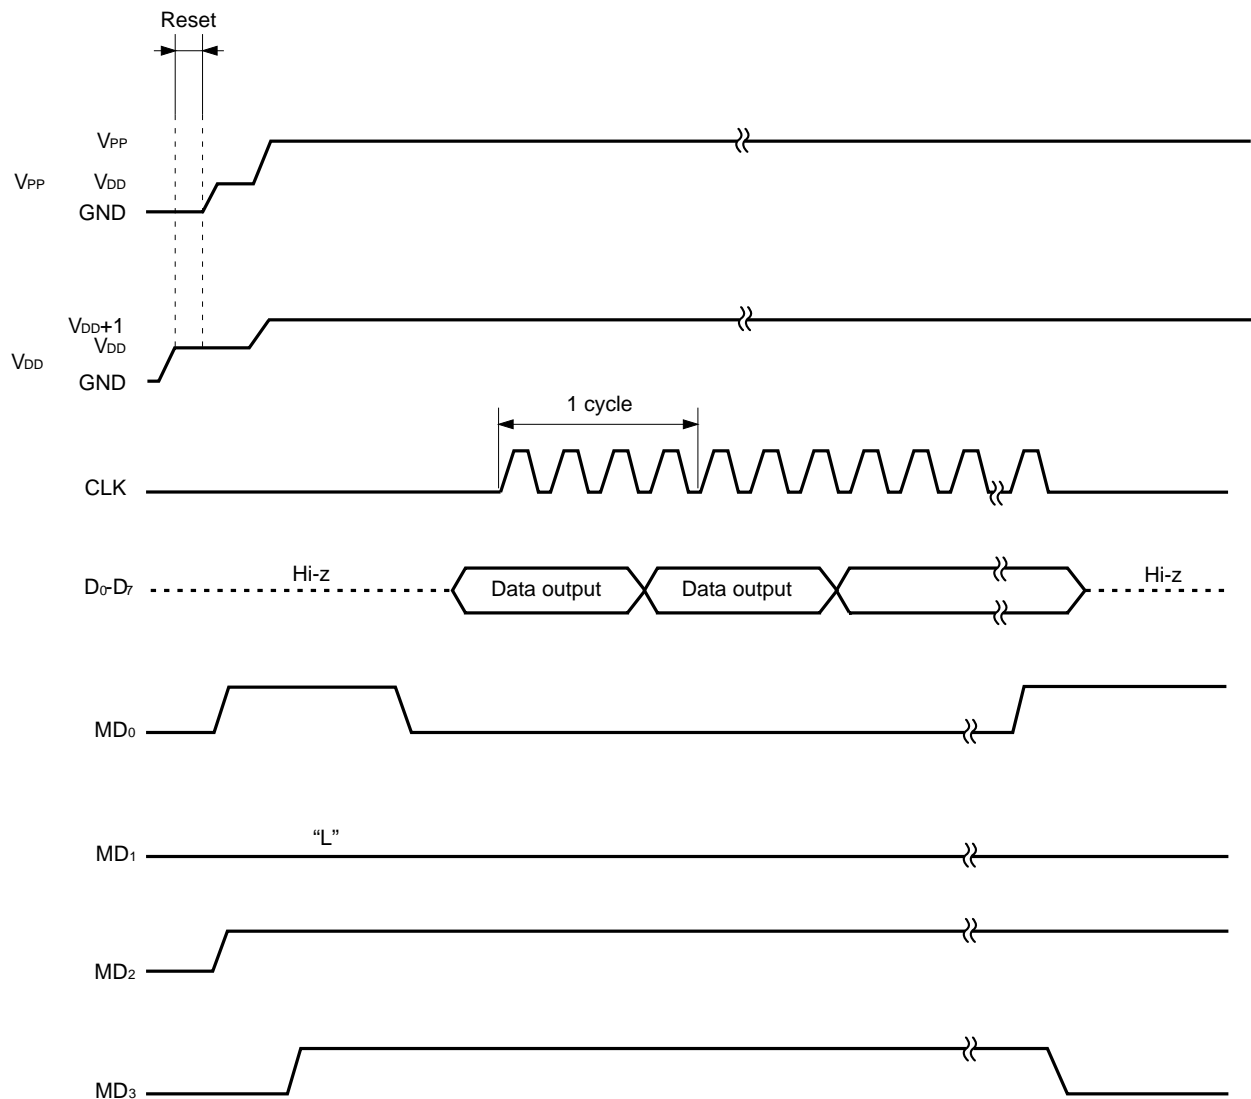 Reset
VPP
VPP VDD
GND
VDD+1
VDD VDD
GND
1 cycle
CLK
D0-D7 Hi-z Data output Data output Hi-z
MD0
“L”
MD1
MD2
MD3